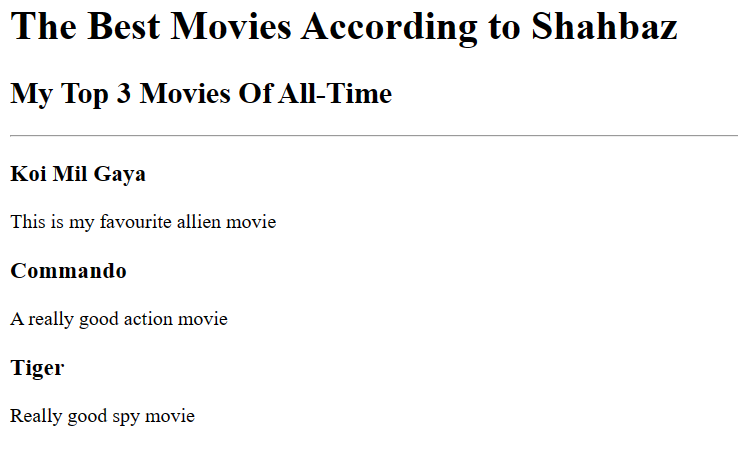 The Best Movies According to Shahbaz
My Top 3 Movies Of All-Time
Koi Mil Gaya
This is my favourite allien movie
Commando
A really good action movie
Tiger
Really good spy movie